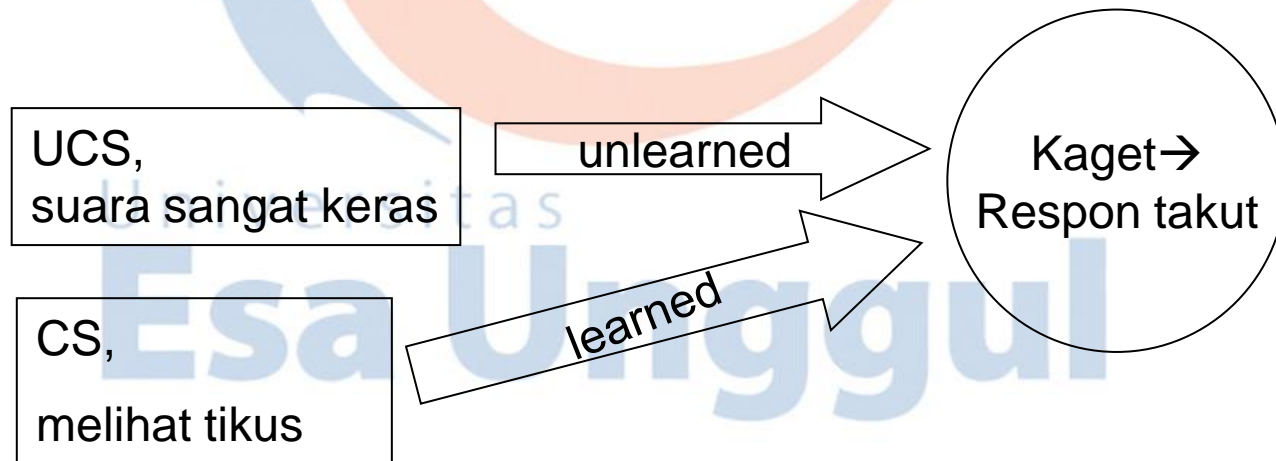 UCS,
suara sangat keras
unlearned
Kaget→
Respon takut
CS,
melihat tikus
learned
Universitas
Esa Unggul